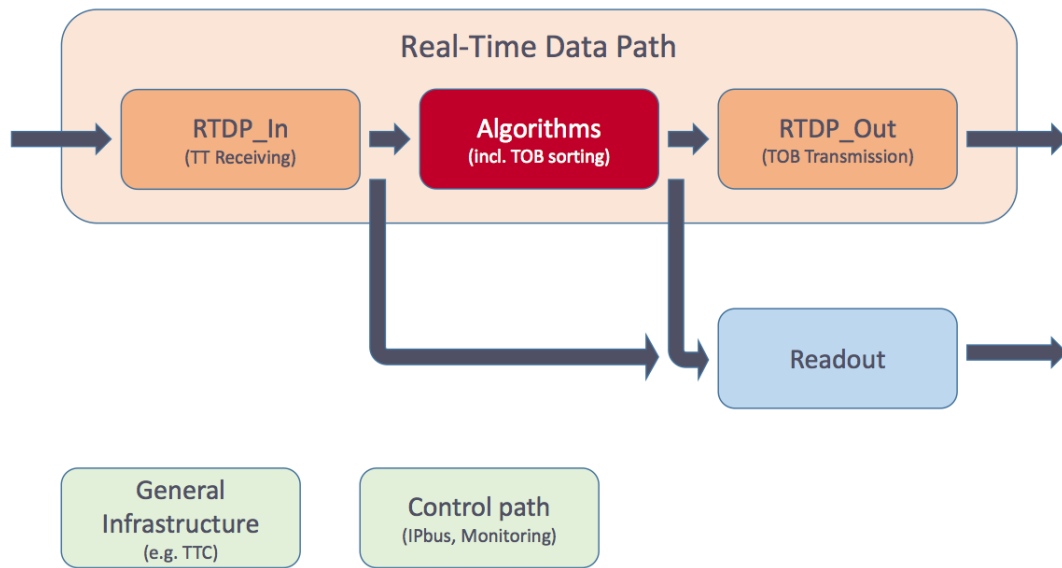 Real-Time Data Path
RTDP_In
(TT Receiving)
Algorithms
(incl. TOB sorting)
RTDP_Out
(TOB Transmission)
Readout
General
Infrastructure
(e.g. TTC)
Control path
(IPbus, Monitoring)